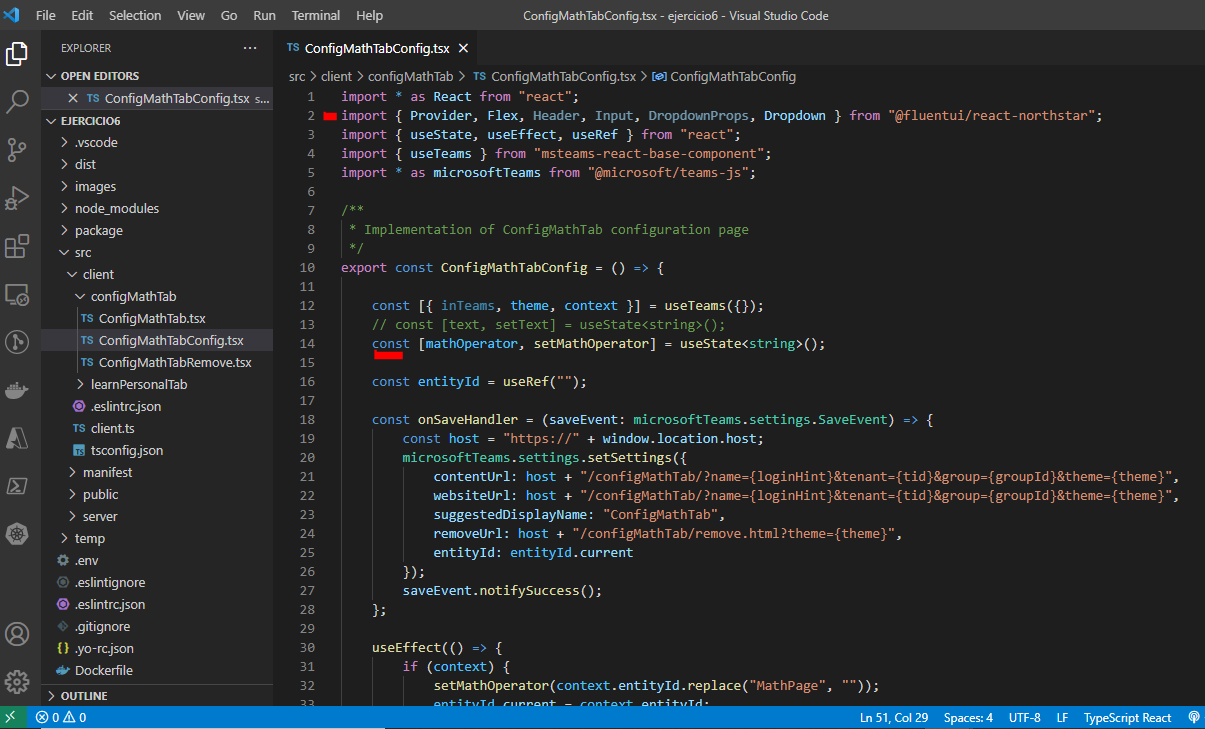 File Edit Selection View Go Run Terminal Help ConfigMathTabConfig.tsx - ejercicio6 - Visual Studio Code
EXPLORER ···
OPEN EDITORS
TS ConfigMathTabConfig.tsx s...
EJERCICIO6
.vscode
dist
images
node_modules
package
src
client
configMathTab
TS ConfigMathTab.tsx
TS ConfigMathTabConfig.tsx
TS ConfigMathTabRemove.tsx
learnPersonalTab
.eslintrc.json
TS client.ts
TS tsconfig.json
manifest
public
server
temp
.env
.eslintignore
.eslintrc.json
.gitignore
{} .yo-rc.json
Dockerfile
OUTLINE
TS ConfigMathTabConfig.tsx
src > client > configMathTab > TS ConfigMathTabConfig.tsx > ConfigMathTabConfig
1 import * as React from "react";
2 import { Provider, Flex, Header, Input, DropdownProps, Dropdown } from "@fluentui/react-northstar";
3 import { useState, useEffect, useRef } from "react";
4 import { useTeams } from "msteams-react-base-component";
5 import * as microsoftTeams from "@microsoft/teams-js";
6
7 /**
8 * Implementation of ConfigMathTab configuration page
9 */
10 export const ConfigMathTabConfig = () => {
11
12 const [{ inTeams, theme, context }] = useTeams({});
13 // const [text, setText] = useState<string>();
14 const [mathOperator, setMathOperator] = useState<string>();
15
16 const entityId = useRef("");
17
18 const onSaveHandler = (saveEvent: microsoftTeams.settings.SaveEvent) => {
19 const host = "https://" + window.location.host;
20 microsoftTeams.settings.setSettings({
21 contentUrl: host + "/configMathTab/?name={loginHint}&tenant={tid}&group={groupId}&theme={theme}",
22 websiteUrl: host + "/configMathTab/?name={loginHint}&tenant={tid}&group={groupId}&theme={theme}",
23 suggestedDisplayName: "ConfigMathTab",
24 removeUrl: host + "/configMathTab/remove.html?theme={theme}",
25 entityId: entityId.current
26 });
27 saveEvent.notifySuccess();
28 };
29
30 useEffect(() => {
31 if (context) {
32 setMathOperator(context.entityId.replace("MathPage", ""));
33 entityId.current = context.entityId;
0 0 Ln 51, Col 29 Spaces: 4 UTF-8 LF TypeScript React